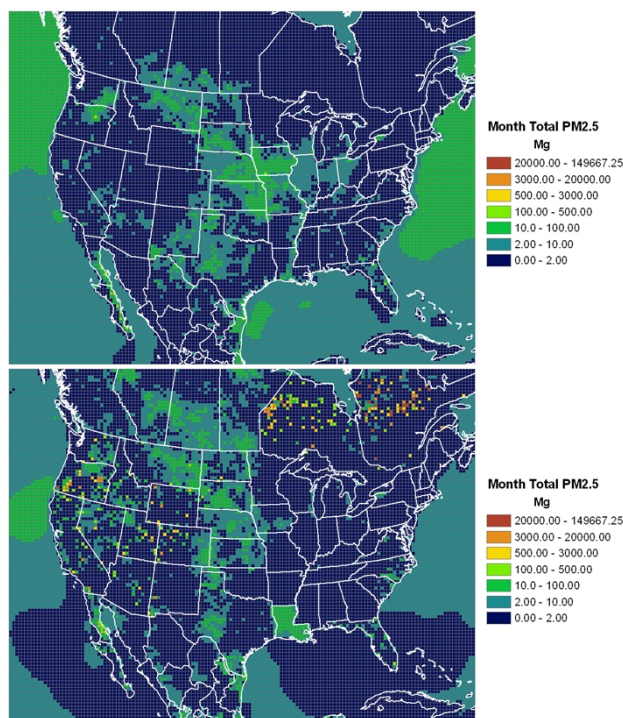 Month Total PM2.5
Mg
20000.00 - 149667.25
3000.00 - 20000.00
500.00 - 3000.00
100.00 - 500.00
10.0 - 100.00
2.00 - 10.00
0.00 - 2.00
Month Total PM2.5
Mg
20000.00 - 149667.25
3000.00 - 20000.00
500.00 - 3000.00
100.00 - 500.00
10.0 - 100.00
2.00 - 10.00
0.00 - 2.00